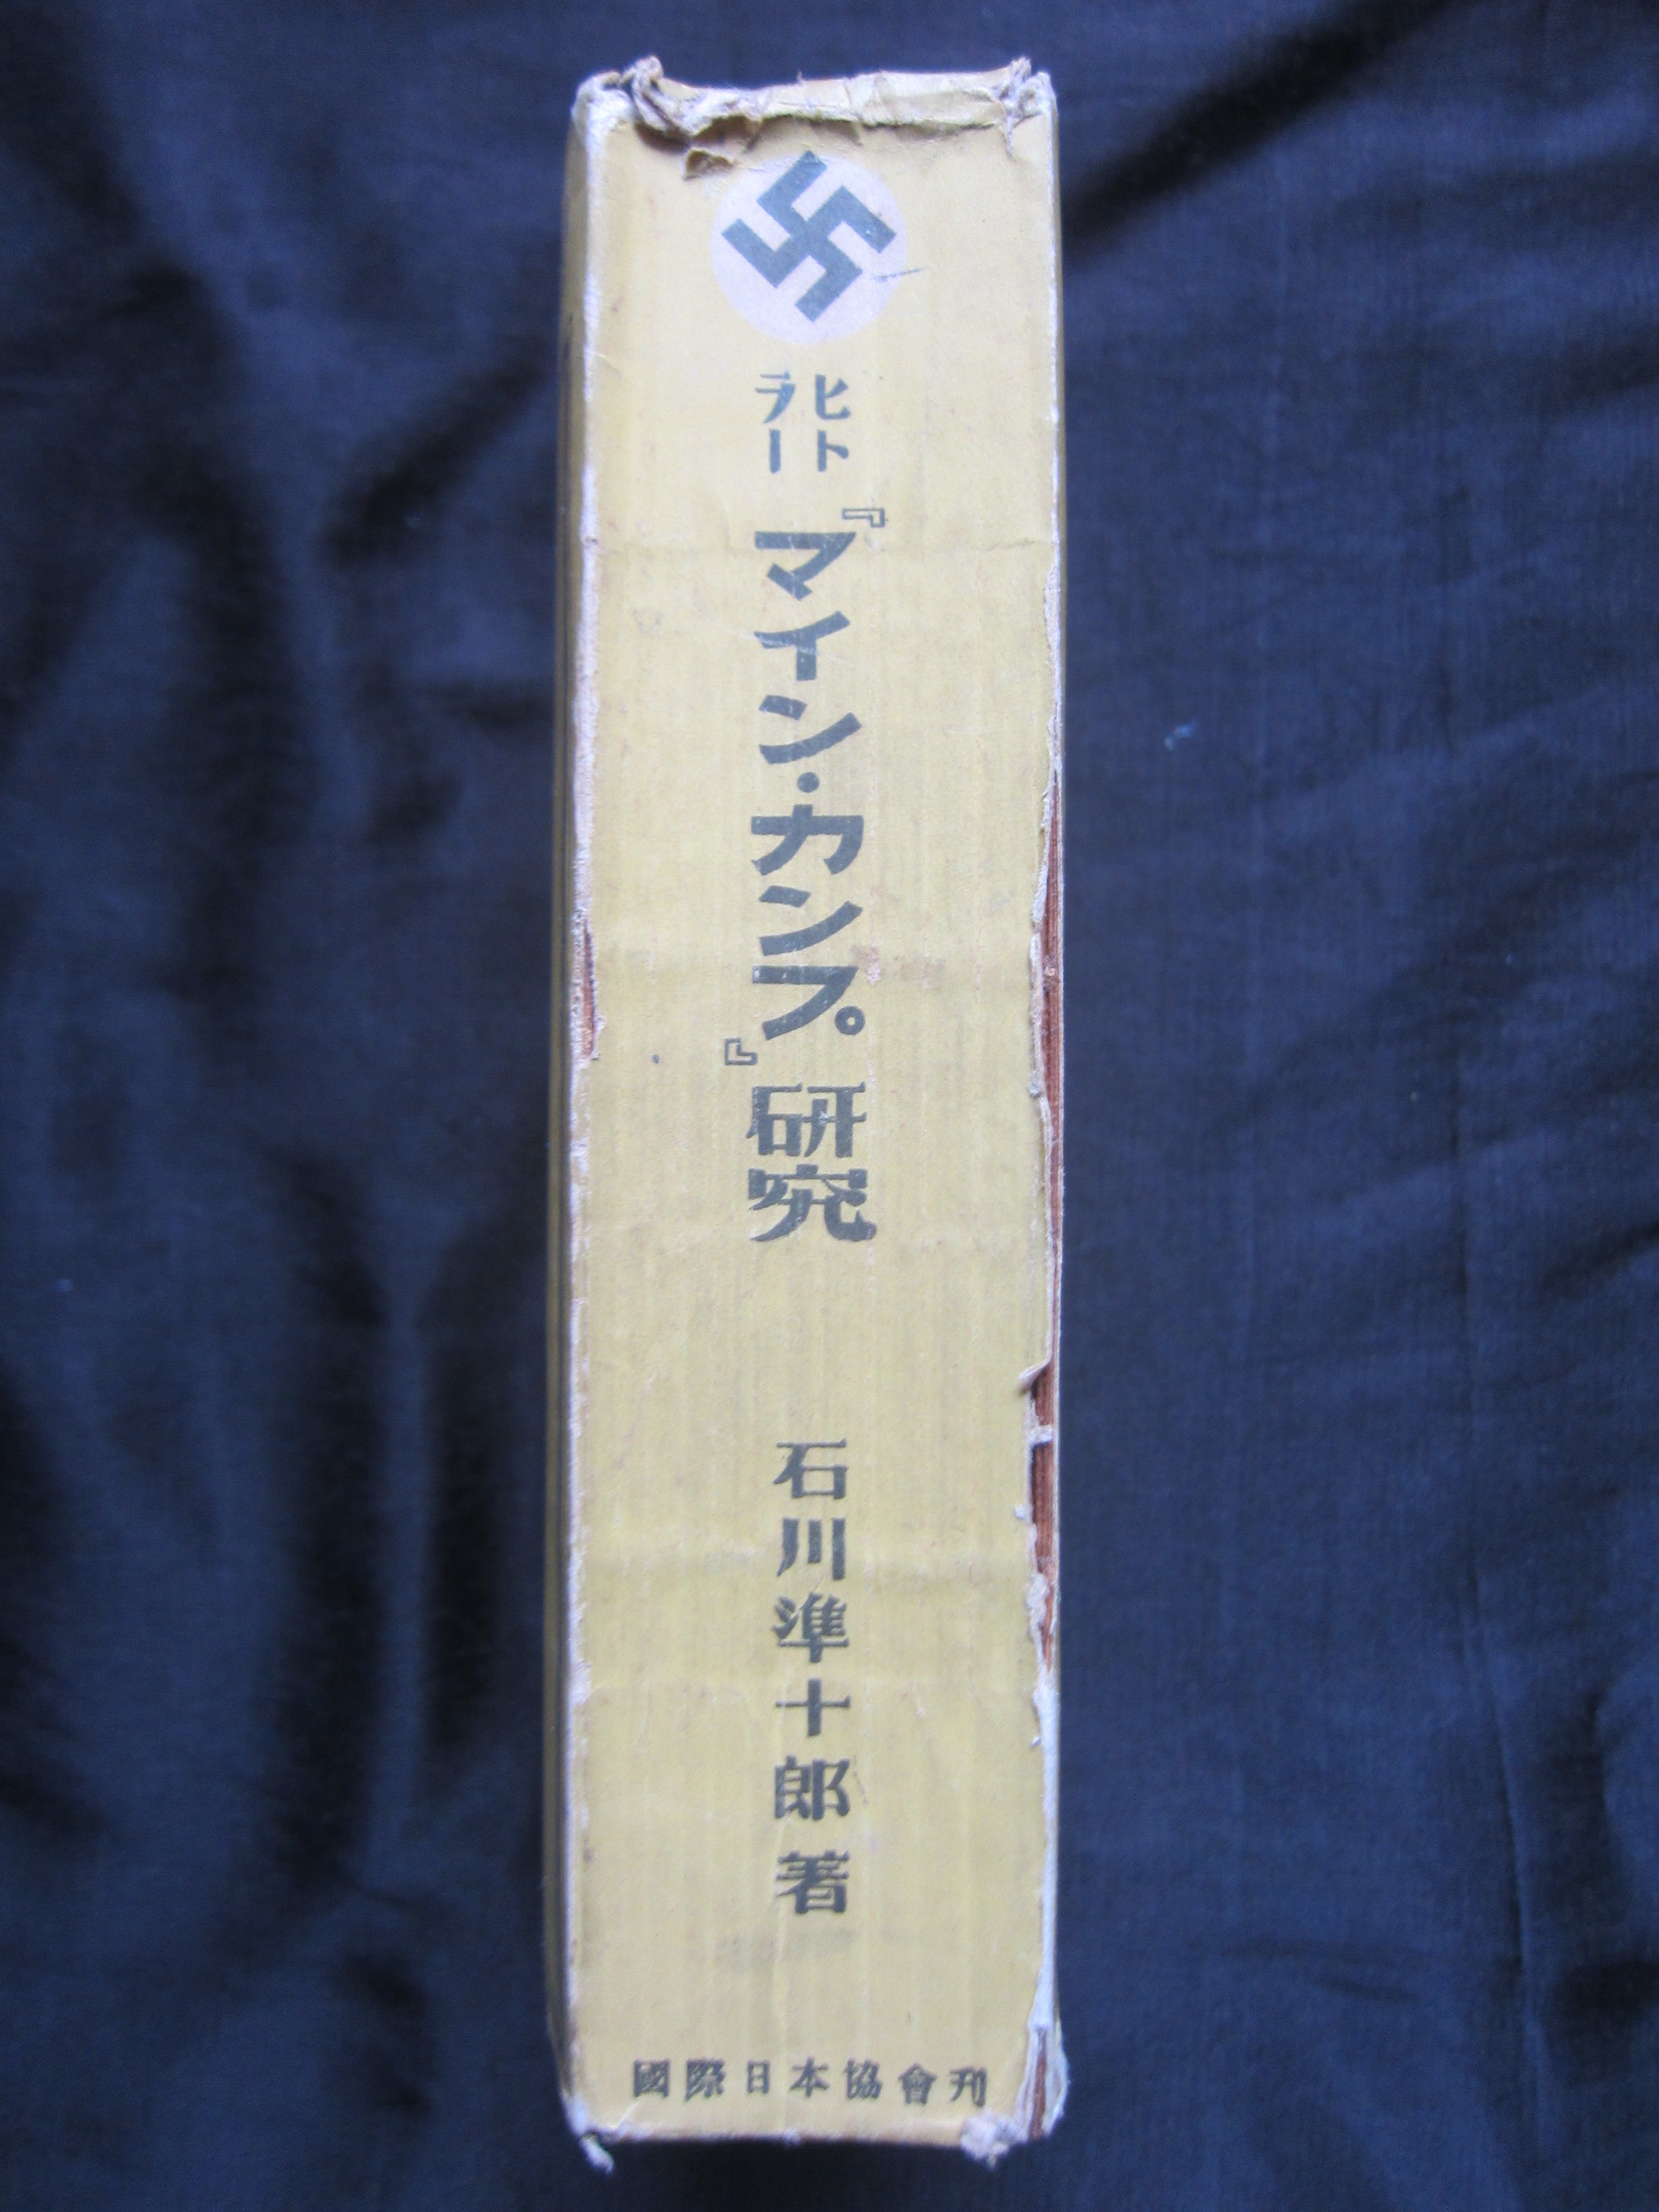 ヒトラー
『マイン・カンプ』研究
石川準十郎著
國際日本協會刊